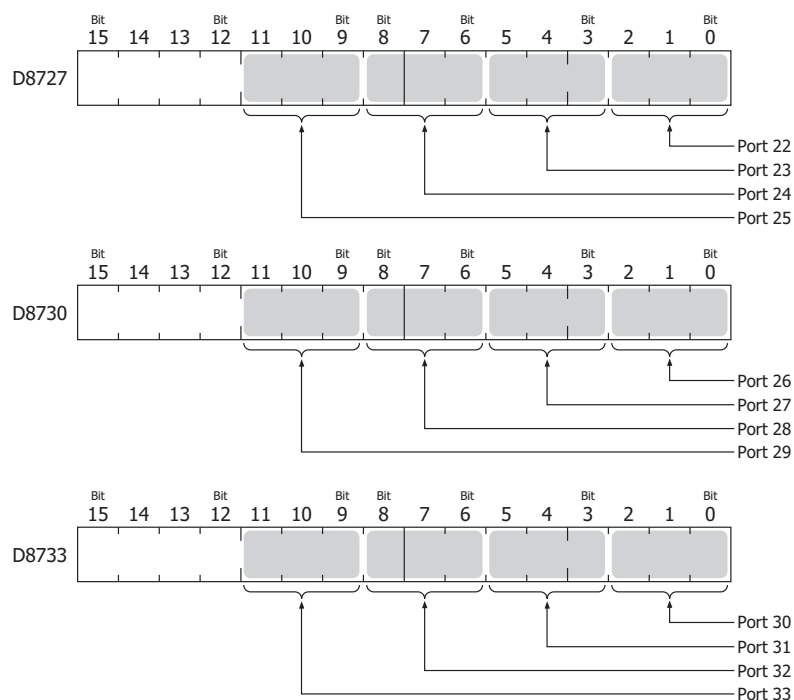 Bit Bit Bit Bit Bit Bit Bit
15 14 13 12 11 10 9 8 7 6 5 4 3 2 1 0
D8727
Port 22
Port 23
Port 24
Port 25
Bit Bit Bit Bit Bit Bit Bit
15 14 13 12 11 10 9 8 7 6 5 4 3 2 1 0
D8730
Port 26
Port 27
Port 28
Port 29
Bit Bit Bit Bit Bit Bit Bit
15 14 13 12 11 10 9 8 7 6 5 4 3 2 1 0
D8733
Port 30
Port 31
Port 32
Port 33